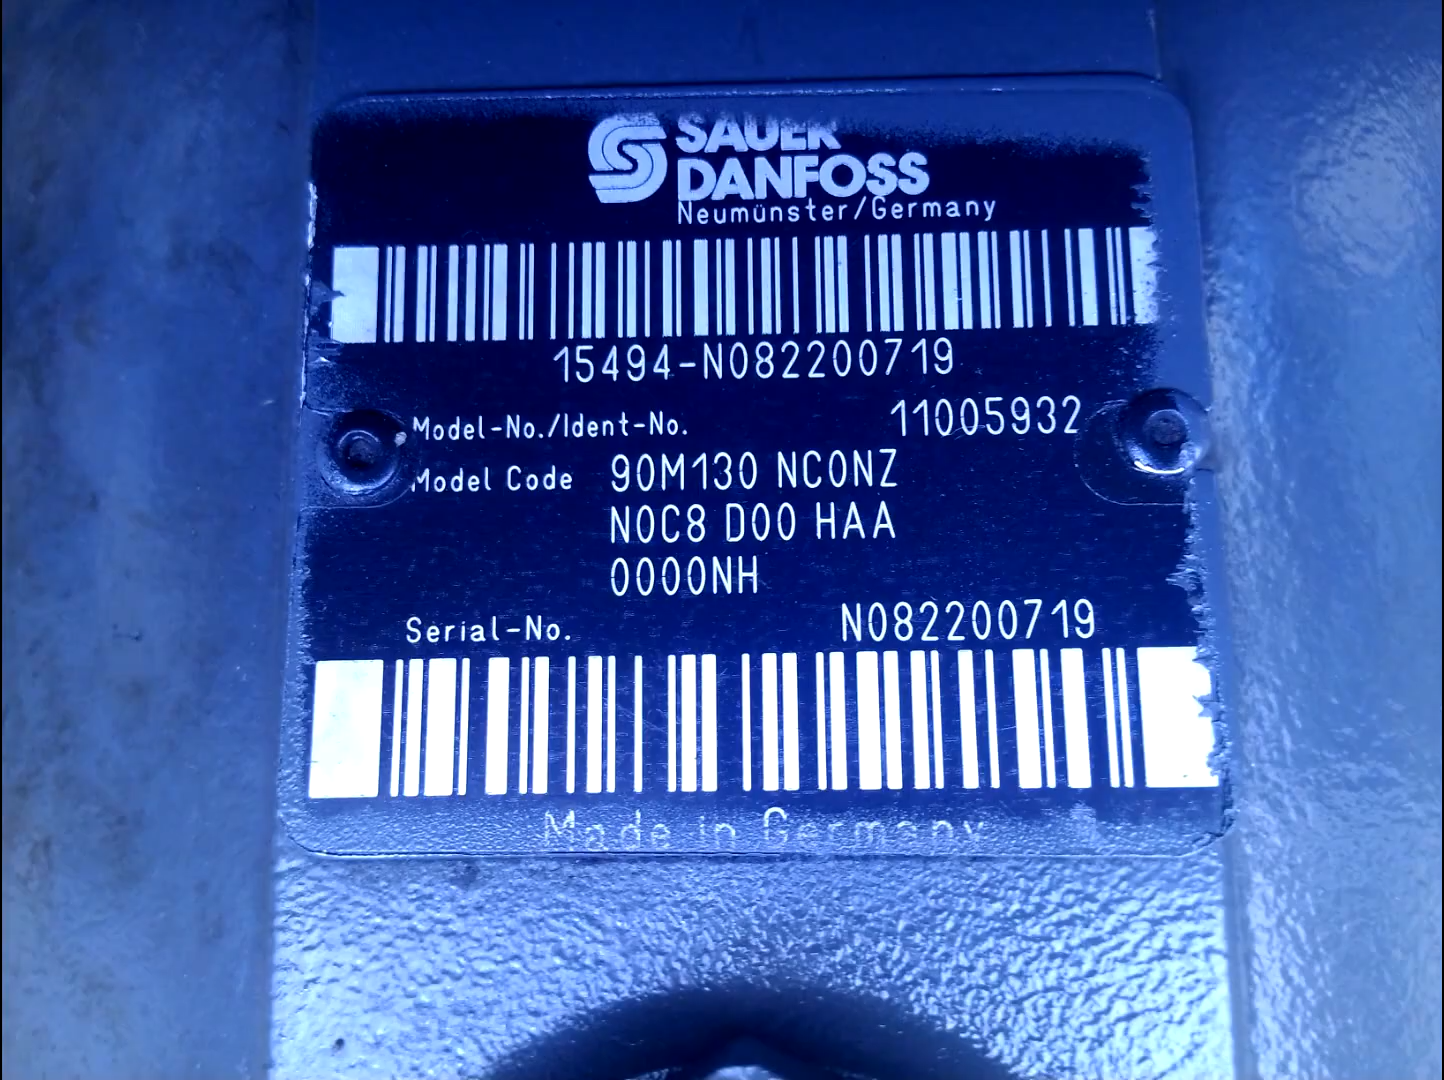 SAUER
DANFOSS
Neumünster/Germany
15494-N082200719
Model-No./Ident-No. 11005932
Model Code 90M130 NC0NZ
N0C8 D00 HAA
0000NH
Serial-No. N082200719
Made in Germany